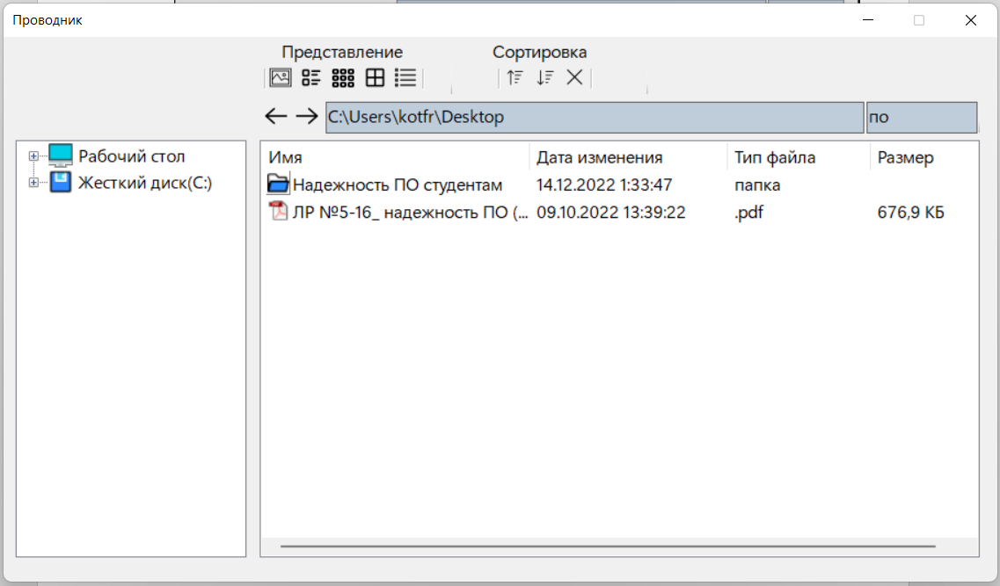 Проводник
Представление Сортировка
C:\Users\kotfr\Desktop по
Рабочий стол
Жесткий диск(C:)
Имя Дата изменения Тип файла Размер
Надежность ПО студентам 14.12.2022 1:33:47 папка
ЛР №5-16_ надежность ПО (... 09.10.2022 13:39:22 .pdf 676,9 КБ